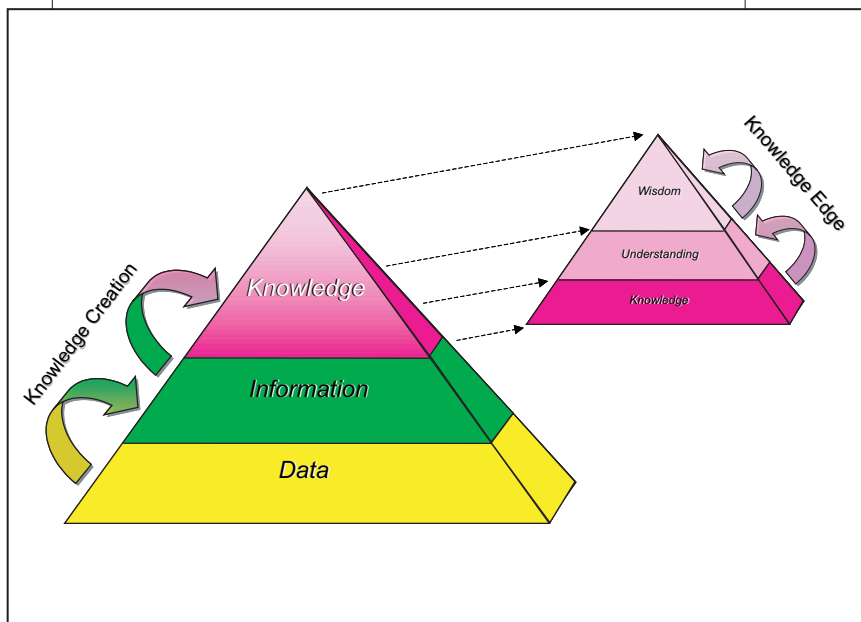 Knowledge Creation
Knowledge
Information
Data
Knowledge Edge
Wisdom
Understanding
Knowledge